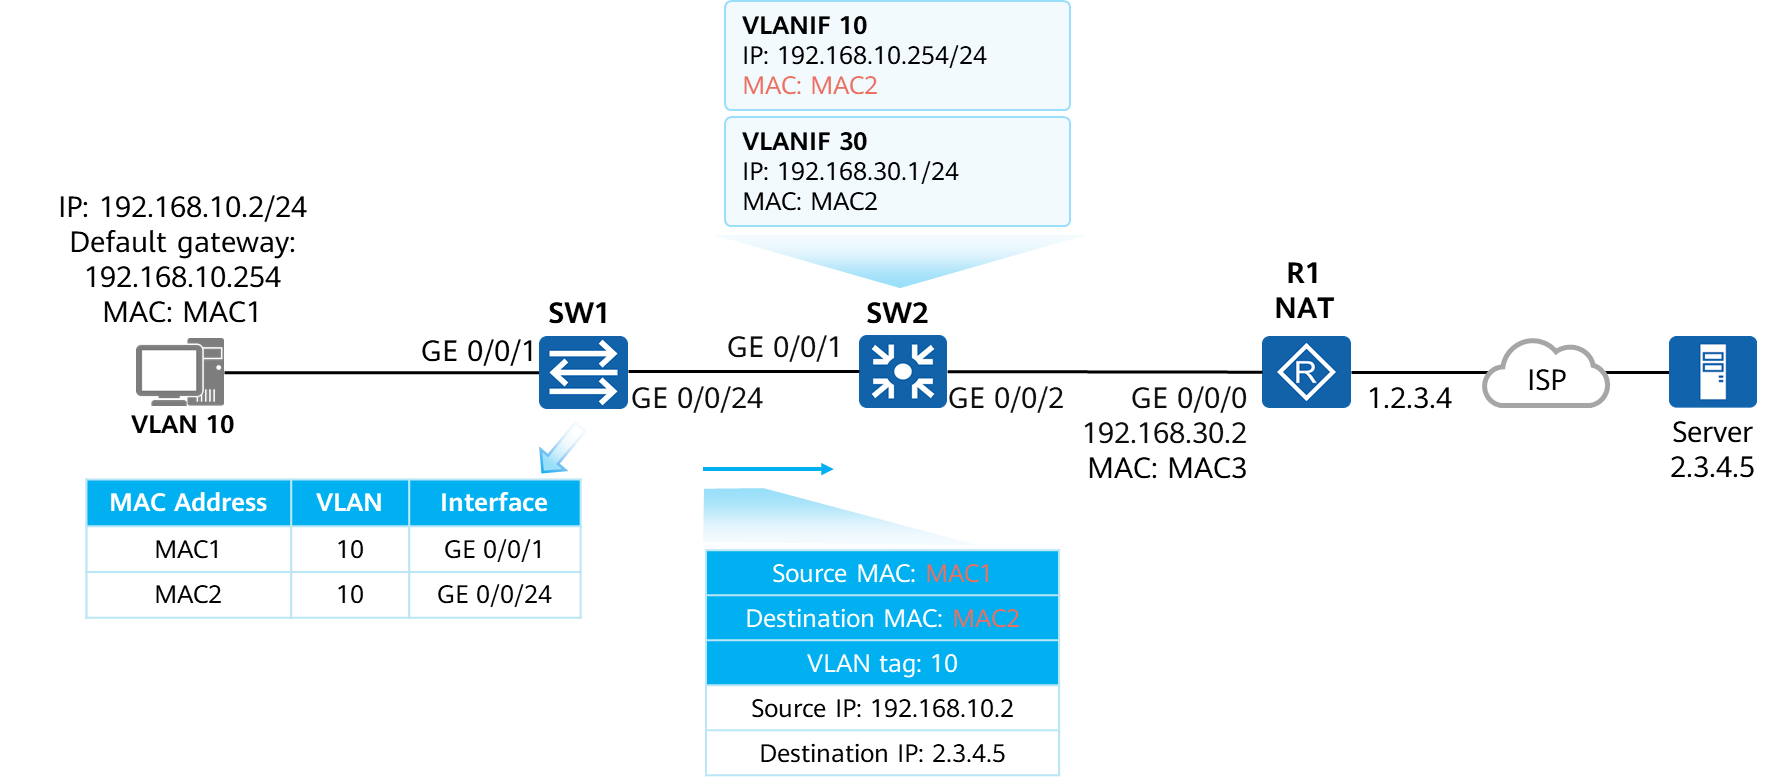 VLANIF 10
IP: 192.168.10.254/24
MAC: MAC2
VLANIF 30
IP: 192.168.30.1/24
MAC: MAC2
IP: 192.168.10.2/24
Default gateway:
192.168.10.254
MAC: MAC1
VLAN 10
GE 0/0/1
SW1
GE 0/0/24
GE 0/0/1
SW2
GE 0/0/2
R1
NAT
R
GE 0/0/0
192.168.30.2
MAC: MAC3
1.2.3.4
ISP
Server
2.3.4.5
MAC Address VLAN Interface
MAC1 10 GE 0/0/1
MAC2 10 GE 0/0/24
Source MAC: MAC1
Destination MAC: MAC2
VLAN tag: 10
Source IP: 192.168.10.2
Destination IP: 2.3.4.5